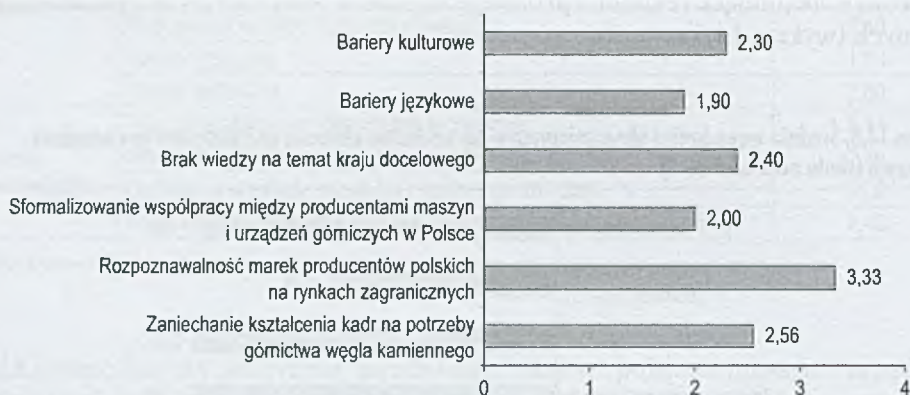 Bariery kulturowe
2,30
Bariery językowe
1,90
Brak wiedzy na temat kraju docelowego
2,40
Sformalizowanie współpracy między producentami maszyn
i urządzeń górniczych w Polsce
2,00
Rozpoznawalność marek producentów polskich
na rynkach zagranicznych
3,33
Zaniechanie kształcenia kadr na potrzeby
górnictwa węgla kamiennego
2,56
0 1 2 3 4